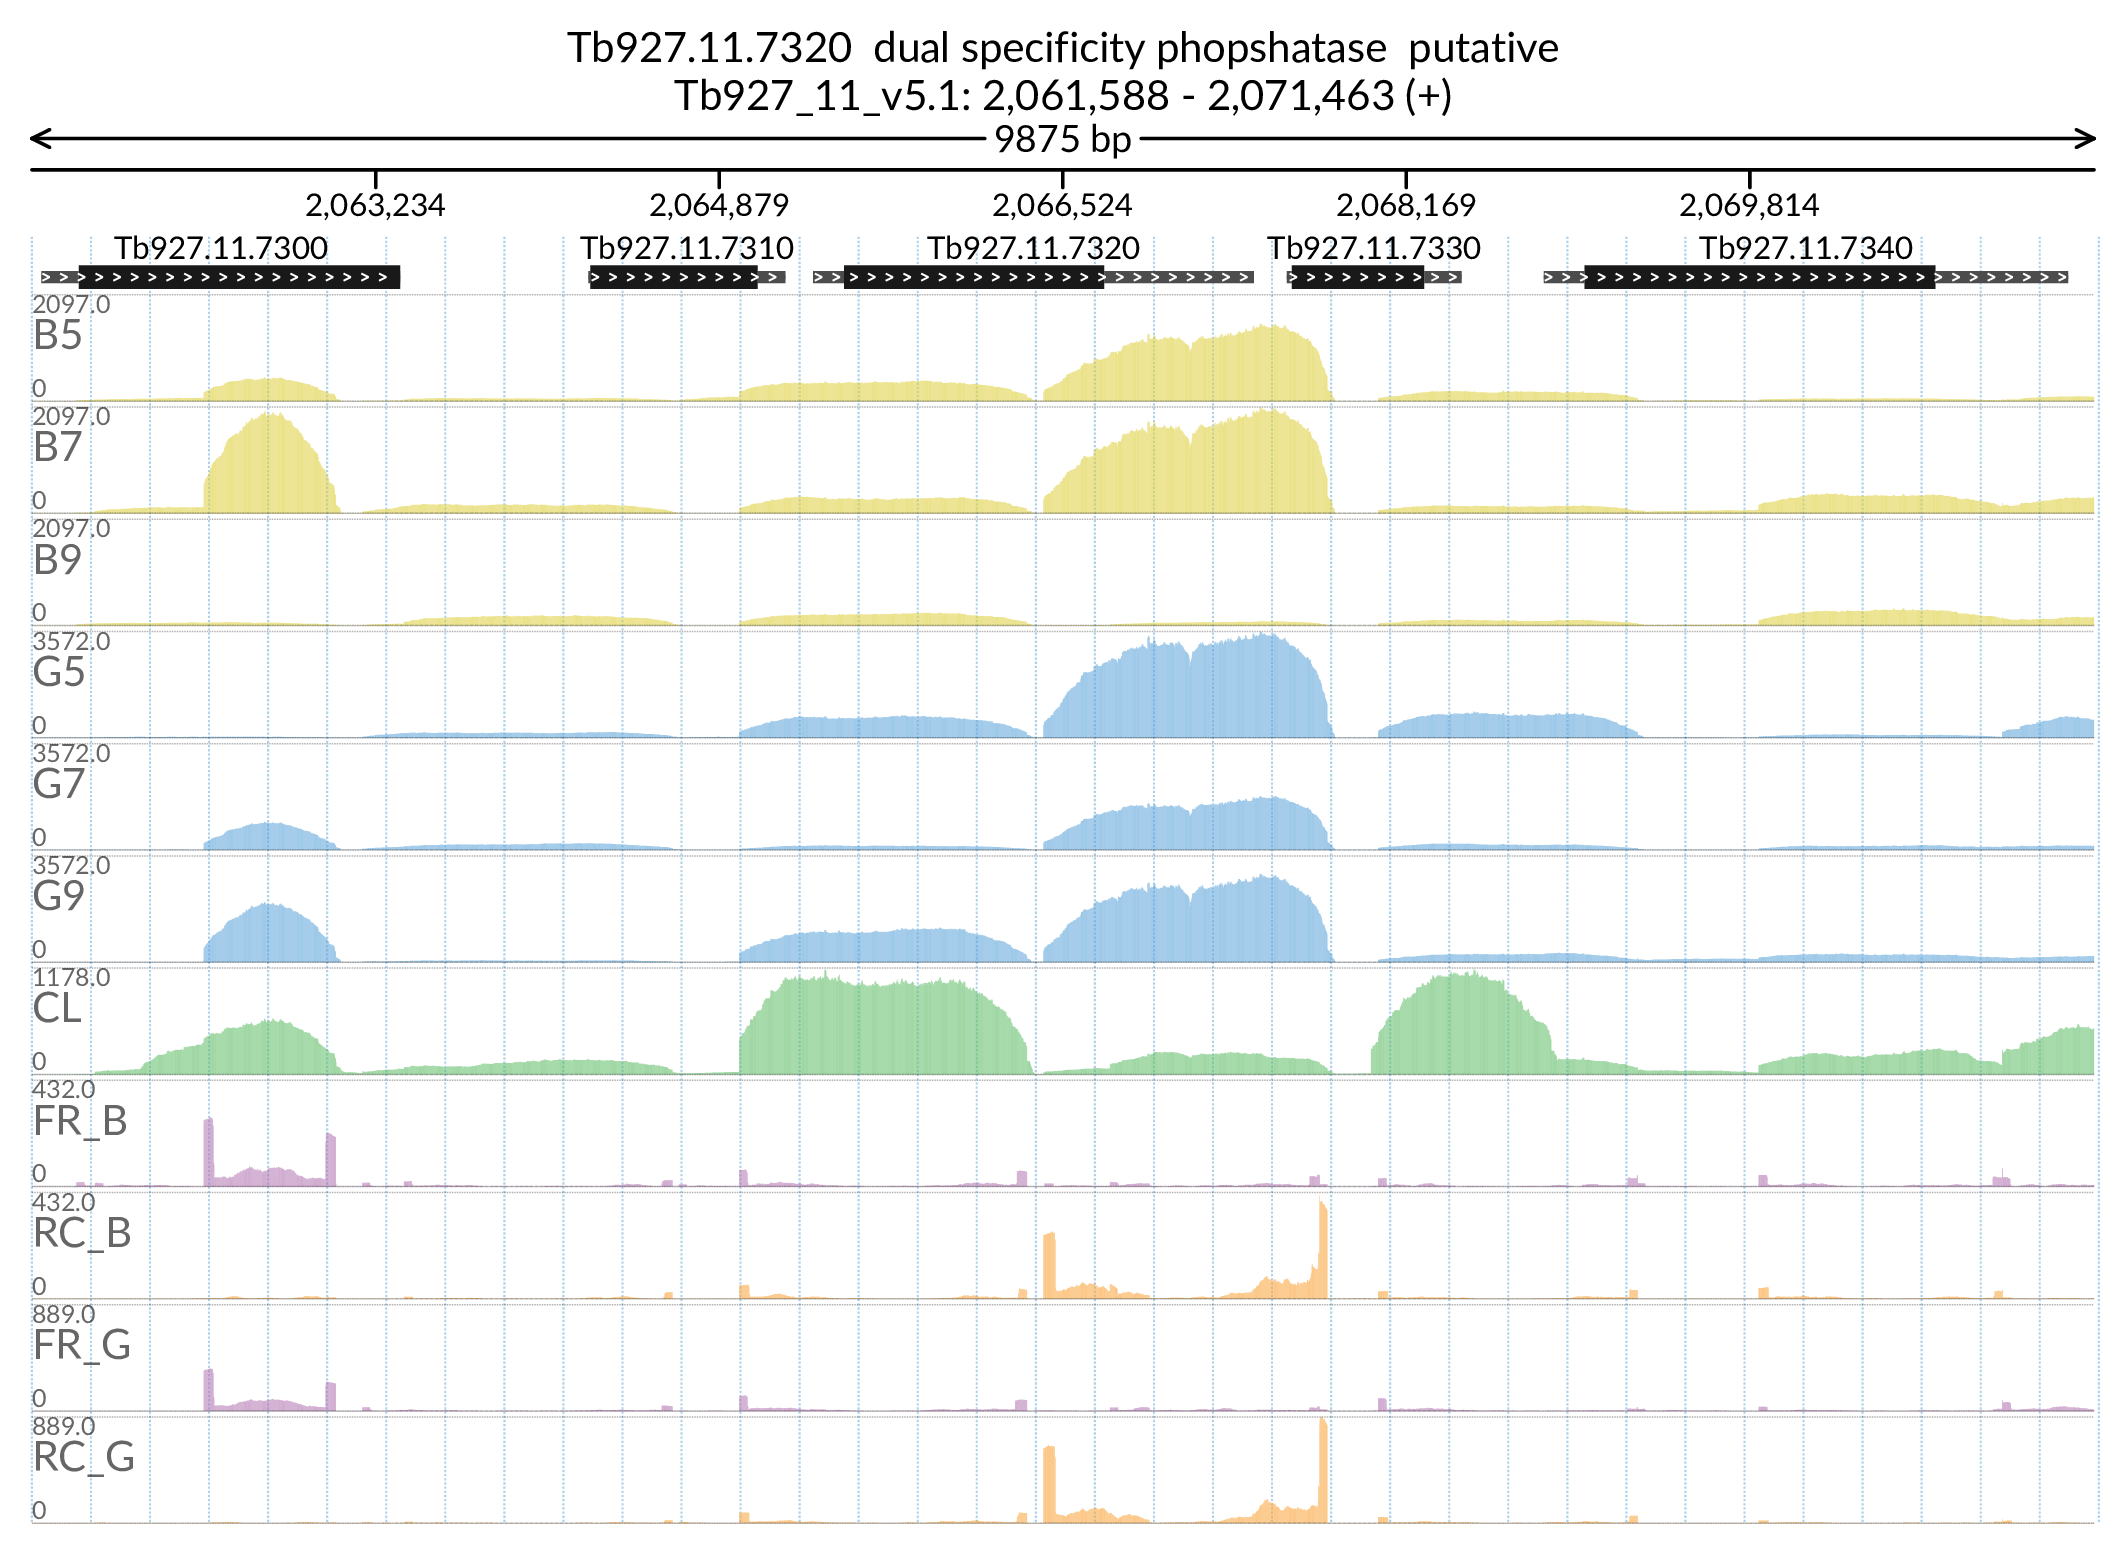 Tb927.11.7320 dual specificity phopshatase putative
Tb927_11_v5.1: 2,061,588 - 2,071,463 (+)
9875 bp
2,063,234 2,064,879 2,066,524 2,068,169 2,069,814
Tb927.11.7300 Tb927.11.7310 Tb927.11.7320 Tb927.11.7330 Tb927.11.7340
2097.0
B5
0
2097.0
B7
0
2097.0
B9
0
3572.0
G5
0
3572.0
G7
0
3572.0
G9
0
1178.0
CL
0
432.0
FR_B
0
432.0
RC_B
0
889.0
FR_G
0
889.0
RC_G
0